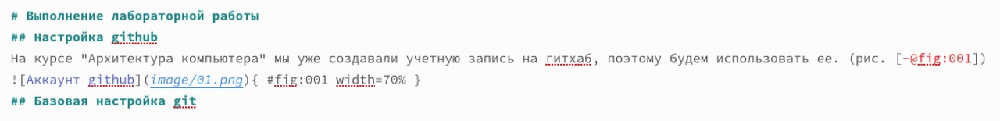 # Выполнение лабораторной работы
## Настройка github
На курсе "Архитектура компьютера" мы уже создавали учетную запись на гитхаб, поэтому будем использовать ее. (рис. [-@fig:001])
![Аккаунт github](image/01.png){ #fig:001 width=70% }
## Базовая настройка git